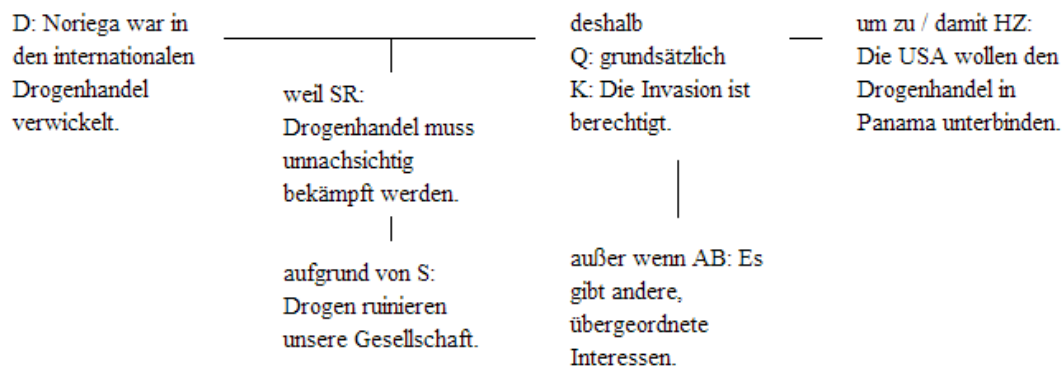 D: Noriega war in
den internationalen
Drogenhandel
verwickelt.
weil SR:
Drogenhandel muss
unnachsichtig
bekämpft werden.
aufgrund von S:
Drogen ruinieren
unsere Gesellschaft.
deshalb
Q: grundsätzlich
K: Die Invasion ist
berechtigt.
außer wenn AB: Es
gibt andere,
übergeordnete
Interessen.
um zu / damit HZ:
Die USA wollen den
Drogenhandel in
Panama unterbinden.